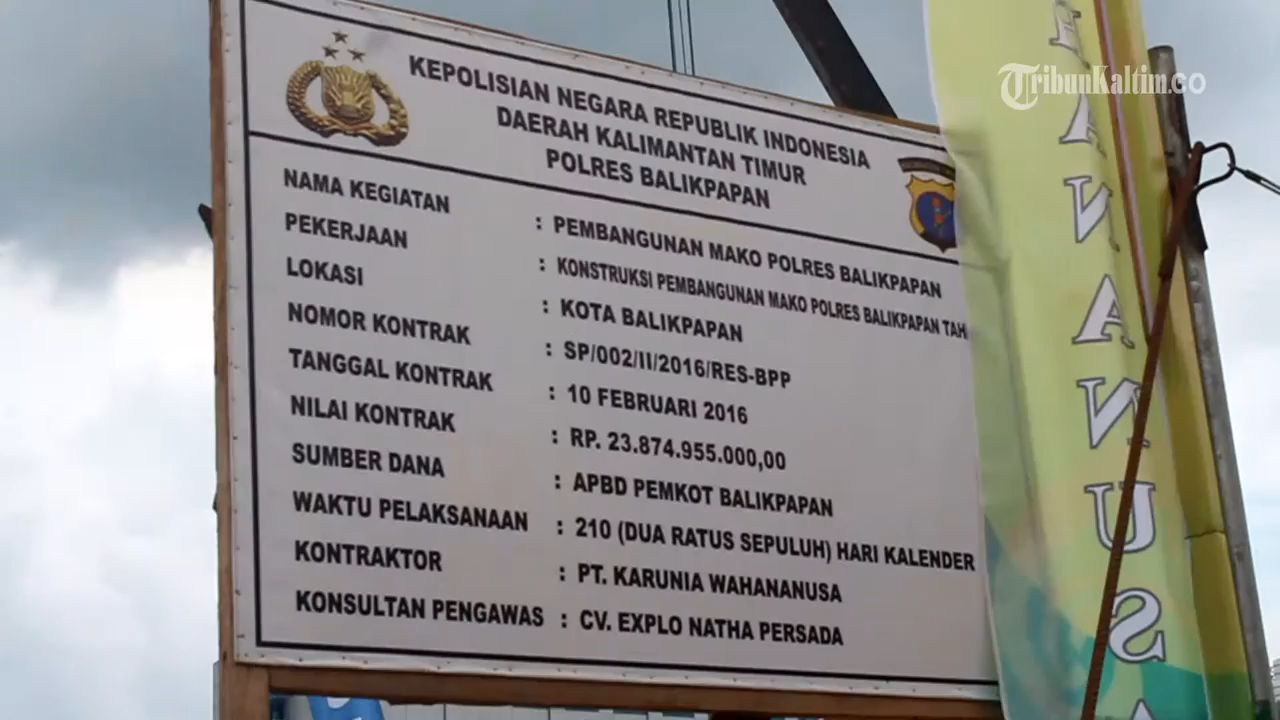 TribunKaltim.co
KEPOLISIAN NEGARA REPUBLIK INDONESIA
DAERAH KALIMANTAN TIMUR
POLRES BALIKPAPAN
NAMA KEGIATAN : PEMBANGUNAN MAKO POLRES BALIKPAPAN
PEKERJAAN : KONSTRUKSI PEMBANGUNAN MAKO POLRES BALIKPAPAN TAH
LOKASI : KOTA BALIKPAPAN
NOMOR KONTRAK : SP/002/II/2016/RES-BPP
TANGGAL KONTRAK : 10 FEBRUARI 2016
NILAI KONTRAK : RP. 23.874.955.000,00
SUMBER DANA : APBD PEMKOT BALIKPAPAN
WAKTU PELAKSANAAN : 210 (DUA RATUS SEPULUH) HARI KALENDER
KONTRAKTOR : PT. KARUNIA WAHANANUSA
KONSULTAN PENGAWAS : CV. EXPLO NATHA PERSADA
HANANUSA